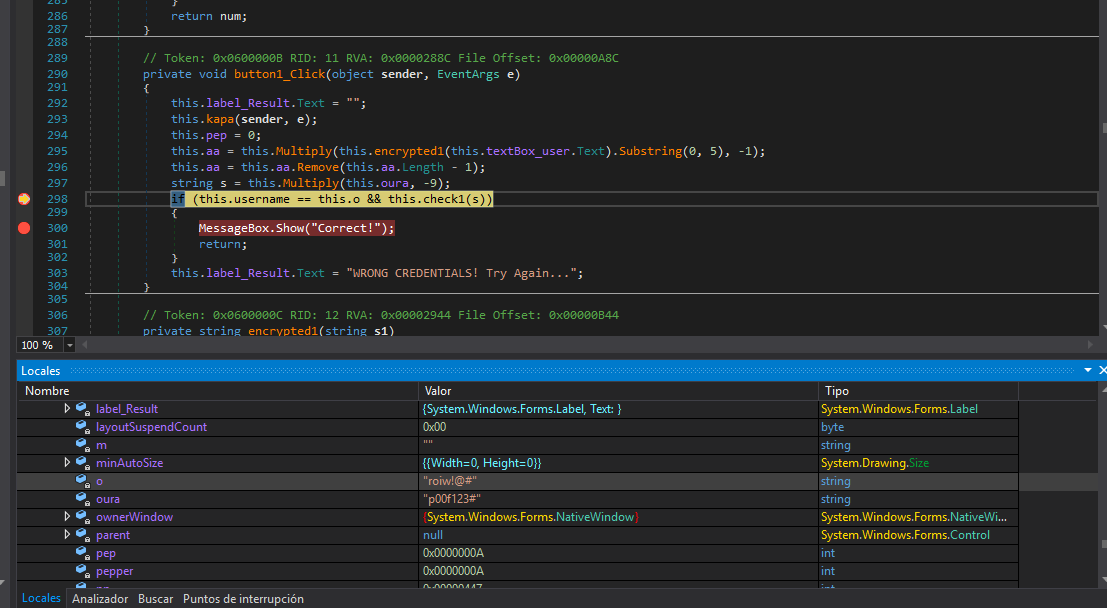 285 }
286 return num;
287 }
288
289 // Token: 0x0600000B RID: 11 RVA: 0x0000288C File Offset: 0x00000A8C
290 private void button1_Click(object sender, EventArgs e)
291 {
292 this.label_Result.Text = "";
293 this.kapa(sender, e);
294 this.pep = 0;
295 this.aa = this.Multiply(this.encrypted1(this.textBox_user.Text).Substring(0, 5), -1);
296 this.aa = this.aa.Remove(this.aa.Length - 1);
297 string s = this.Multiply(this.oura, -9);
298 if (this.username == this.o && this.check1(s))
299 {
300 MessageBox.Show("Correct!");
301 return;
302 }
303 this.label_Result.Text = "WRONG CREDENTIALS! Try Again...";
304 }
305
306 // Token: 0x0600000C RID: 12 RVA: 0x00002944 File Offset: 0x00000B44
307 private string encrypted1(string s1)
100 %
Locales
Nombre Valor Tipo
label_Result {System.Windows.Forms.Label, Text: } System.Windows.Forms.Label
layoutSuspendCount 0x00 byte
m "" string
minAutoSize {{Width=0, Height=0}} System.Drawing.Size
o "roiw!@#" string
oura "p00f123#" string
ownerWindow {System.Windows.Forms.NativeWindow} System.Windows.Forms.NativeWi...
parent null System.Windows.Forms.Control
pep 0x0000000A int
pepper 0x0000000A int
0x00000447 int
Locales Analizador Buscar Puntos de interrupción